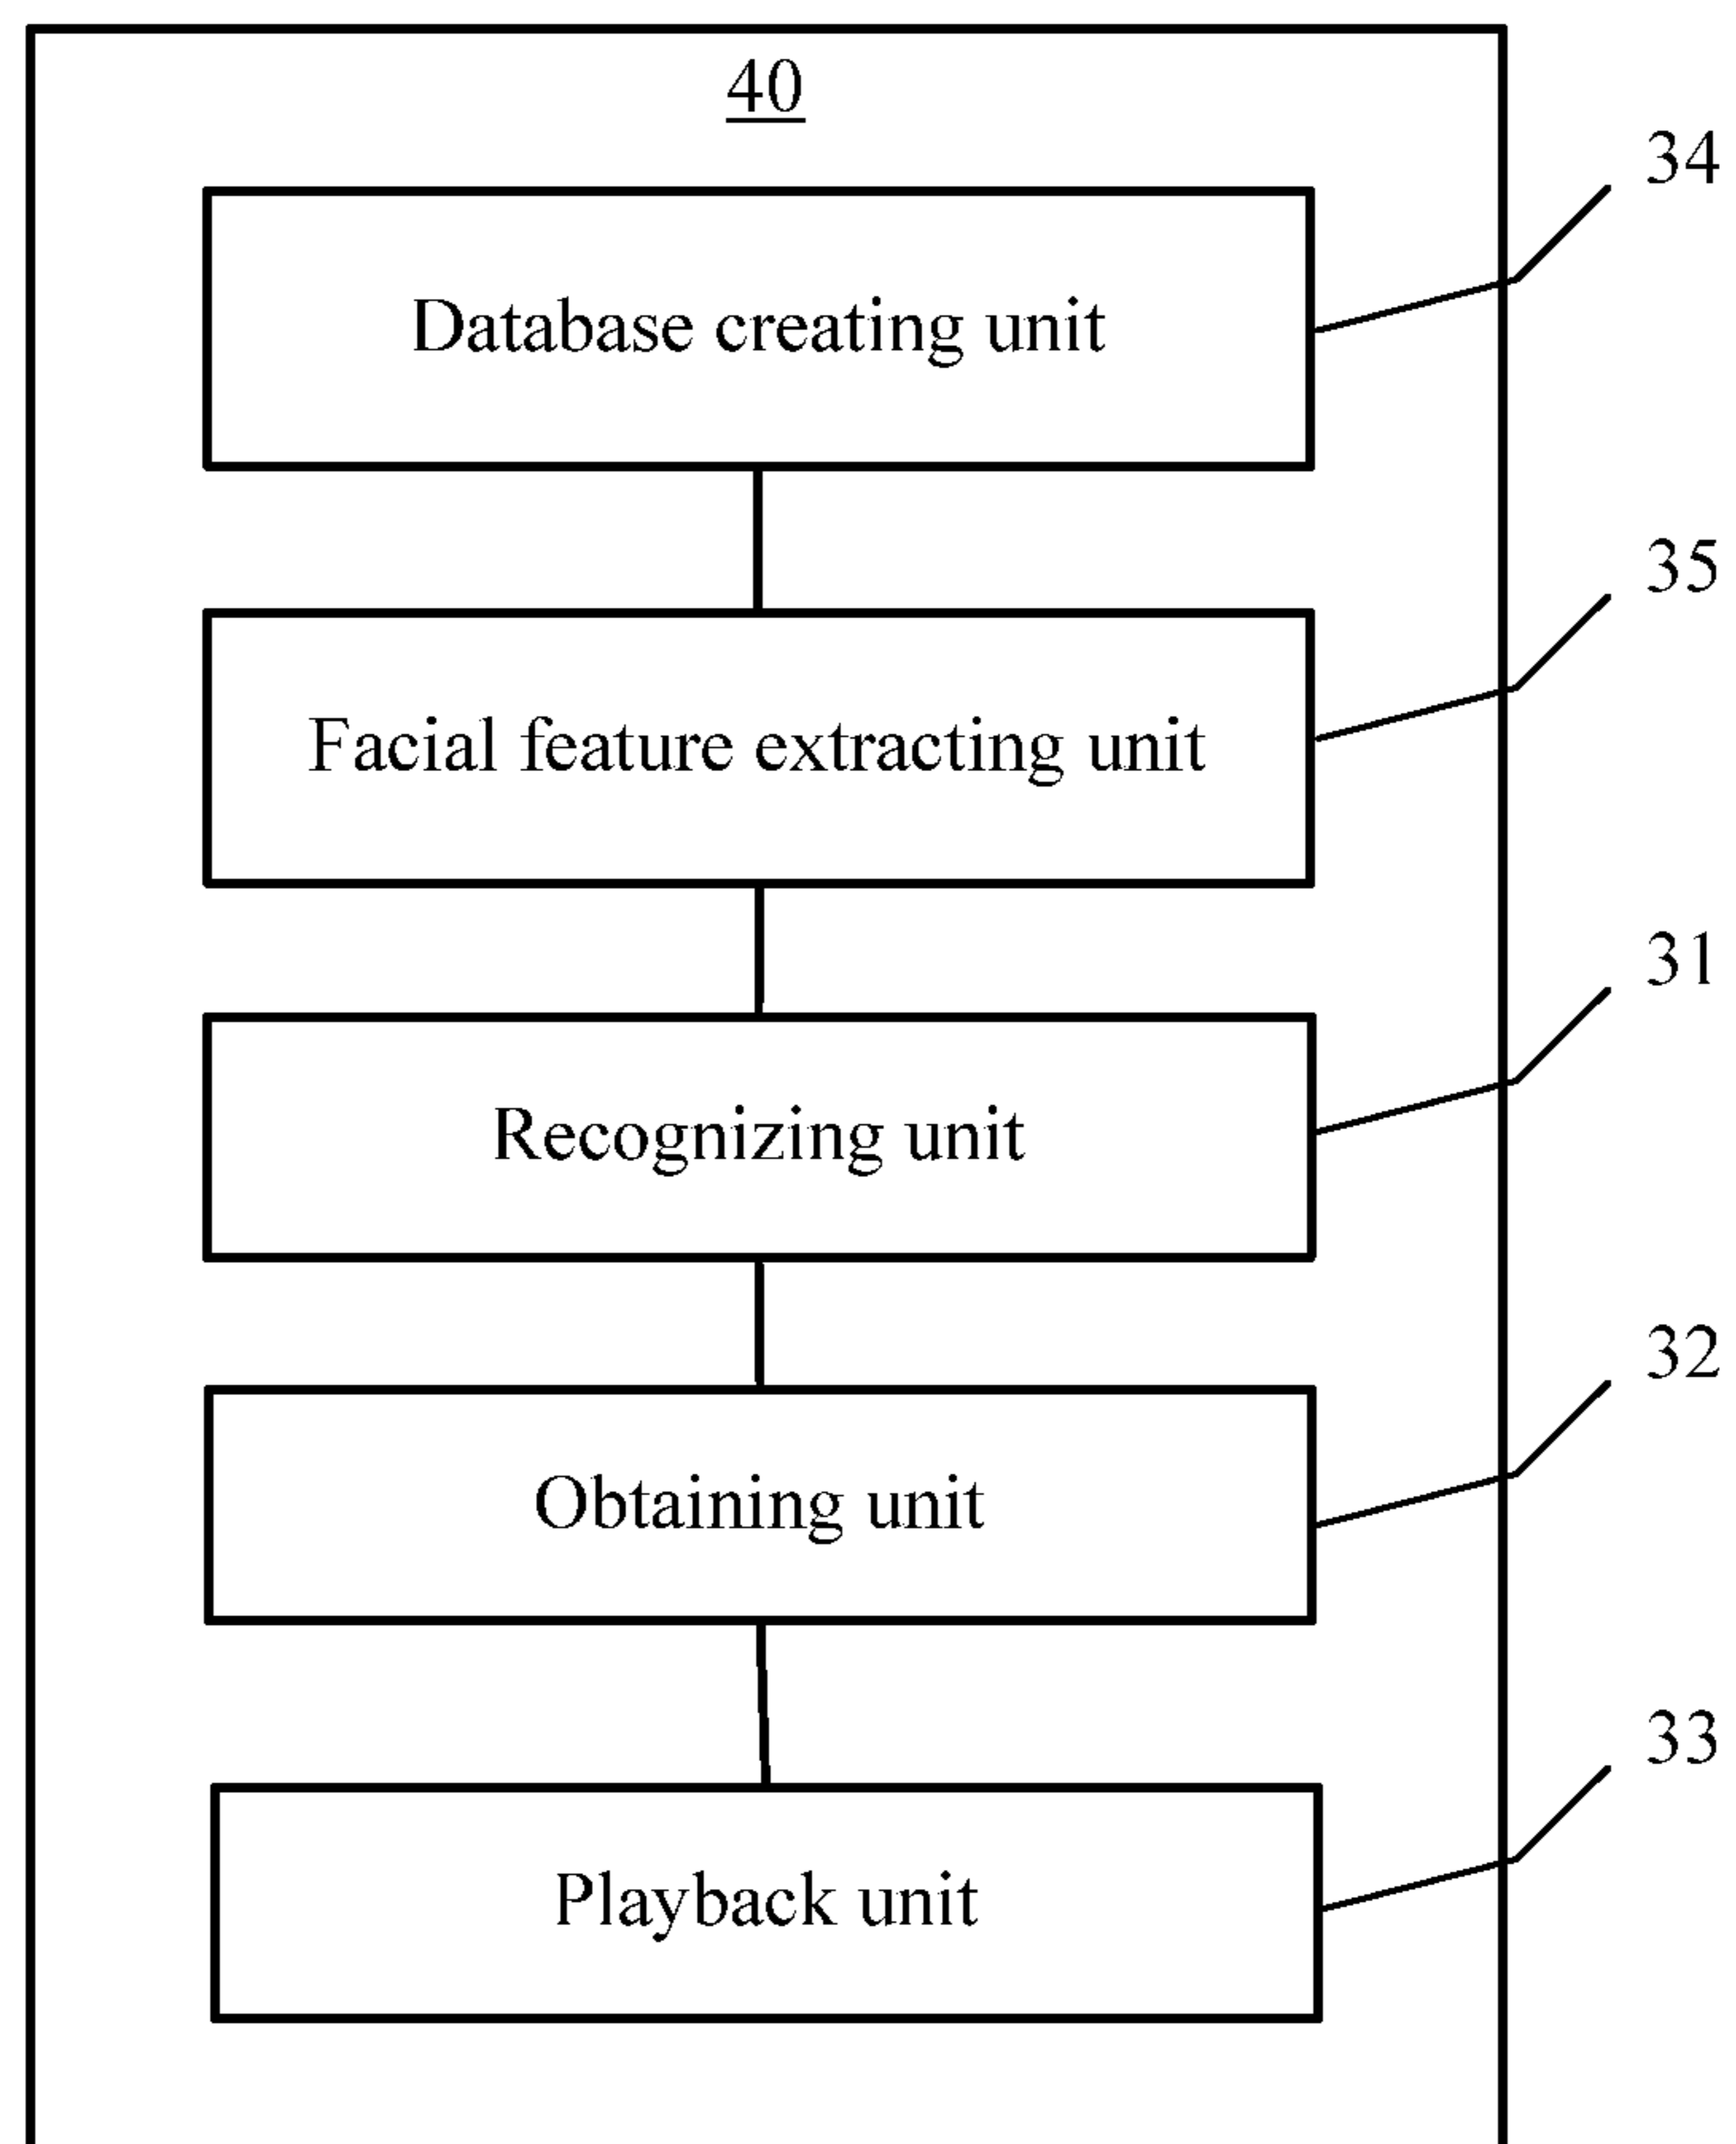 40
34
Database creating unit
35
Facial feature extracting unit
31
Recognizing unit
32
Obtaining unit
33
Playback unit